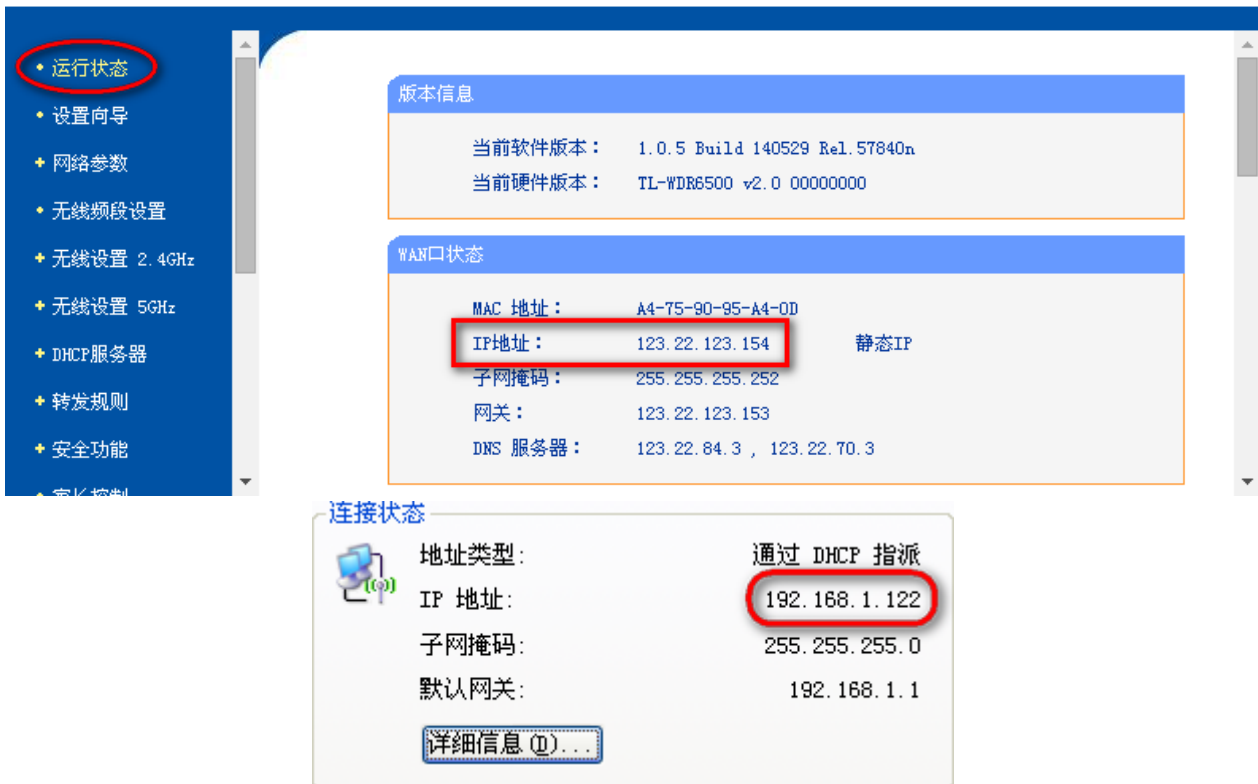 运行状态
设置向导
网络参数
无线频段设置
无线设置 2.4GHz
无线设置 5GHz
DHCP服务器
转发规则
安全功能
家长控制
版本信息
当前软件版本： 1.0.5 Build 140529 Rel.57840n
当前硬件版本： TL-WDR6500 v2.0 00000000
WAN口状态
MAC 地址： A4-75-90-95-A4-0D
IP地址： 123.22.123.154 静态IP
子网掩码： 255.255.255.252
网关： 123.22.123.153
DNS 服务器： 123.22.84.3 , 123.22.70.3
连接状态
地址类型: 通过 DHCP 指派
IP 地址: 192.168.1.122
子网掩码: 255.255.255.0
默认网关: 192.168.1.1
详细信息(D)...